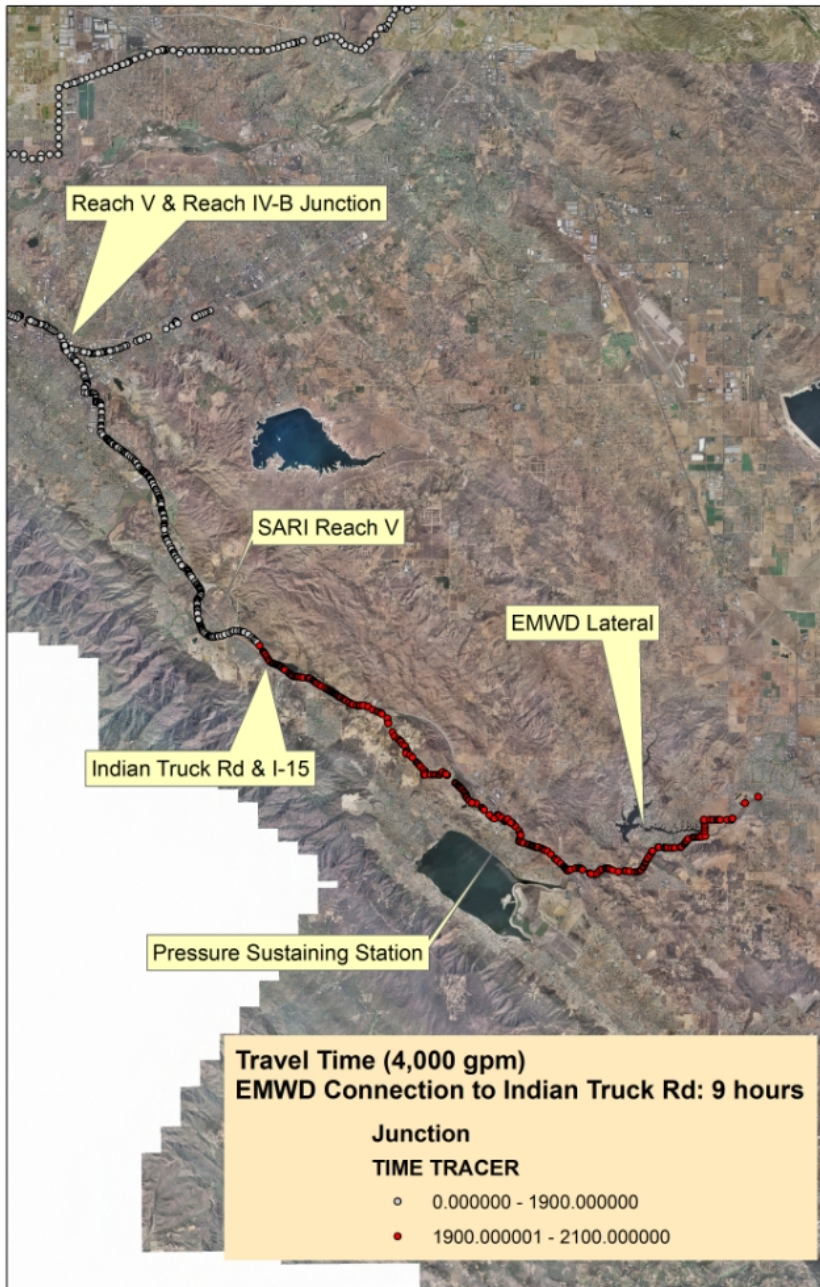 Reach V & Reach IV-B Junction
SARI Reach V
EMWD Lateral
Indian Truck Rd & I-15
Pressure Sustaining Station
Travel Time (4,000 gpm)
EMWD Connection to Indian Truck Rd: 9 hours
Junction
TIME TRACER
0.000000 - 1900.000000
1900.000001 - 2100.000000